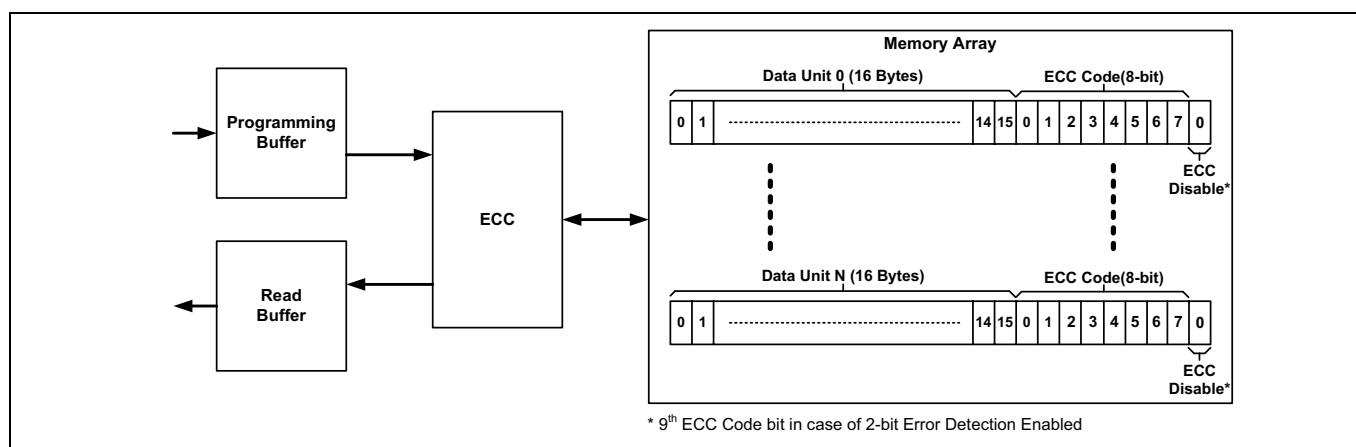 Memory Array
Data Unit 0 (16 Bytes) ECC Code(8-bit)
0 1 14 15 0 1 2 3 4 5 6 7 0
ECC
Disable*
Programming
Buffer
ECC
Read
Buffer
Data Unit N (16 Bytes) ECC Code(8-bit)
0 1 14 15 0 1 2 3 4 5 6 7 0
ECC
Disable*
* 9th ECC Code bit in case of 2-bit Error Detection Enabled